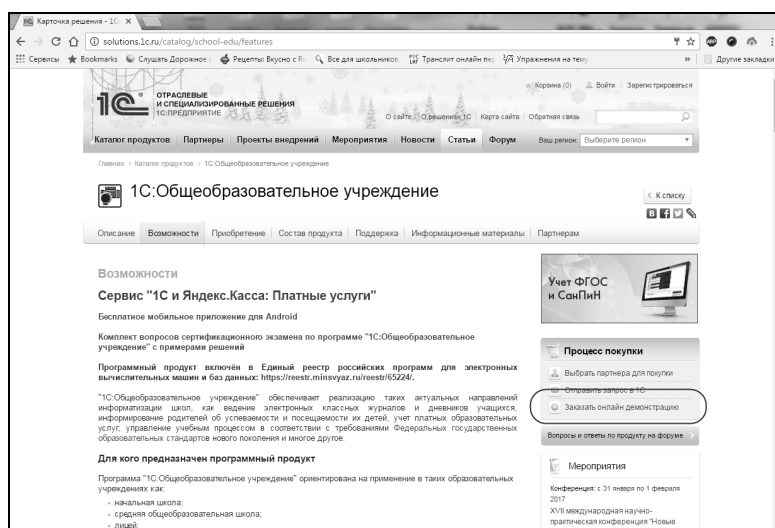 Карточка решения - 1С
solutions.1c.ru/catalog/school-edu/features
Сервисы Bookmarks Слушать Дорожное Рецепты: Вкусно с Все для школьников. Транслит онлайн Упражнения на тему » Другие закладки
Корзина (0) Войти Зарегистрироваться
1С
ОТРАСЛЕВЫЕ
И СПЕЦИАЛИЗИРОВАННЫЕ РЕШЕНИЯ
1С:ПРЕДПРИЯТИЕ
О сайте О решениях 1С Карта сайта Обратная связь
Каталог продуктов Партнеры Проекты внедрений Мероприятия Новости Статьи Форум Ваш регион: Выберите регион
Главная › Каталог продуктов › 1С:Общеобразовательное учреждение
1С:Общеобразовательное учреждение
‹ К списку
Описание Возможности Приобретение Состав продукта Поддержка Информационные материалы Партнерам
Возможности
Сервис "1С и Яндекс.Касса: Платные услуги"
Бесплатное мобильное приложение для Android
Комплект вопросов сертификационного экзамена по программе "1С:Общеобразовательное
учреждение" с примерами решений
Программный продукт включён в Единый реестр российских программ для электронных
вычислительных машин и баз данных: https://reestr.minsvyaz.ru/reestr/65224/.
"1С:Общеобразовательное учреждение" обеспечивает реализацию таких актуальных направлений
информатизации школ, как ведение электронных классных журналов и дневников учащихся,
информирование родителей об успеваемости и посещаемости их детей, учет платных образовательных
услуг, управление учебным процессом в соответствии с требованиями Федеральных государственных
образовательных стандартов нового поколения и многое другое.
Для кого предназначен программный продукт
Программа "1С:Общеобразовательное учреждение" ориентирована на применение в таких образовательных
учреждениях как:
начальная школа;
средняя общеобразовательная школа;
лицей;
Учет ФГОС
и СанПиН
Процесс покупки
Выбрать партнера для покупки
Отправить запрос в 1С
Заказать онлайн демонстрацию
Вопросы и ответы по продукту на форуме
Мероприятия
Конференция: с 31 января по 1 февраля
2017
XVII международная научно-
практическая конференция "Новые